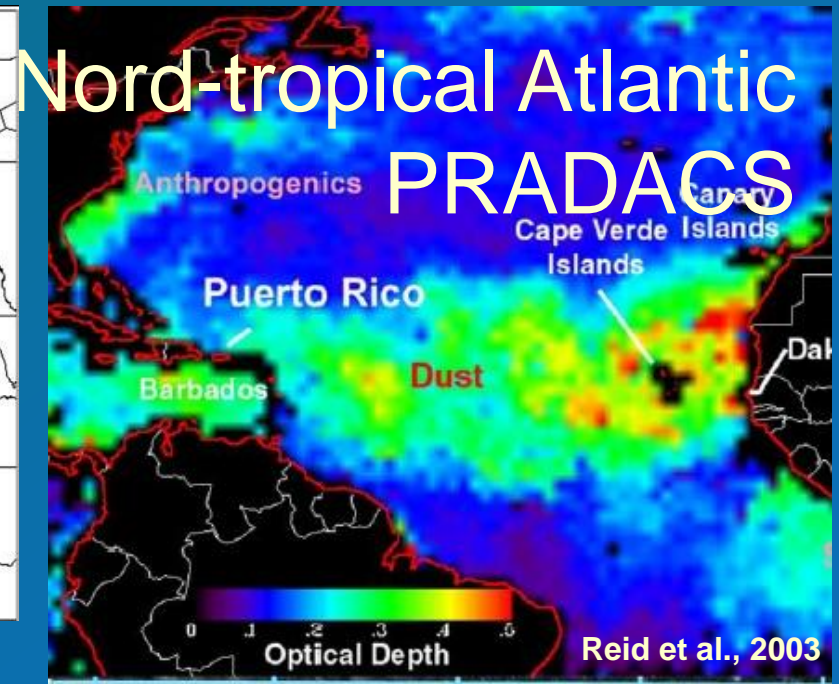 Nord-tropical Atlantic
PRADACS
Anthropogenics
Canary
Cape Verde Islands
Islands
Puerto Rico
Dust
Barbados
0 .1 .2 .3 .4 .5
Optical Depth
Reid et al., 2003